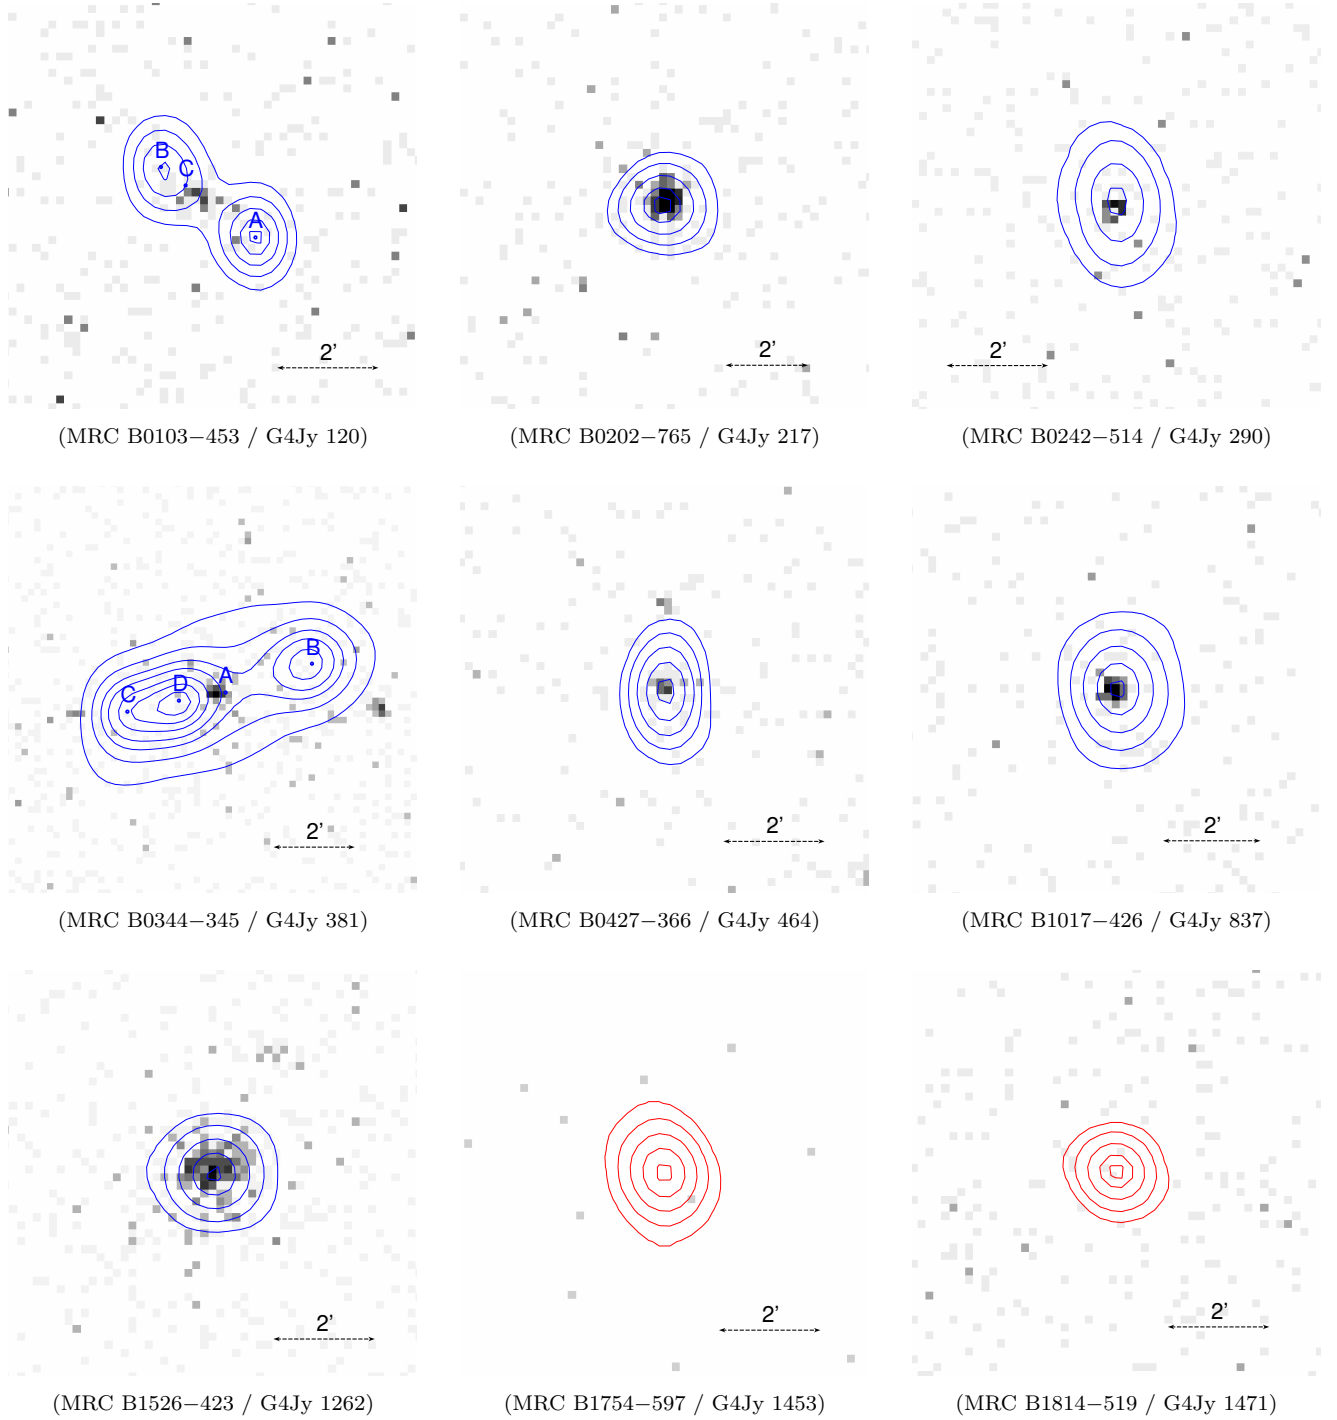 B
C
A
2'
(MRC B0103−453 / G4Jy 120)
2'
(MRC B0202−765 / G4Jy 217)
2'
(MRC B0242−514 / G4Jy 290)
B
A
D
C
2'
(MRC B0344−345 / G4Jy 381)
2'
(MRC B0427−366 / G4Jy 464)
2'
(MRC B1017−426 / G4Jy 837)
2'
(MRC B1526−423 / G4Jy 1262)
2'
(MRC B1754−597 / G4Jy 1453)
2'
(MRC B1814−519 / G4Jy 1471)